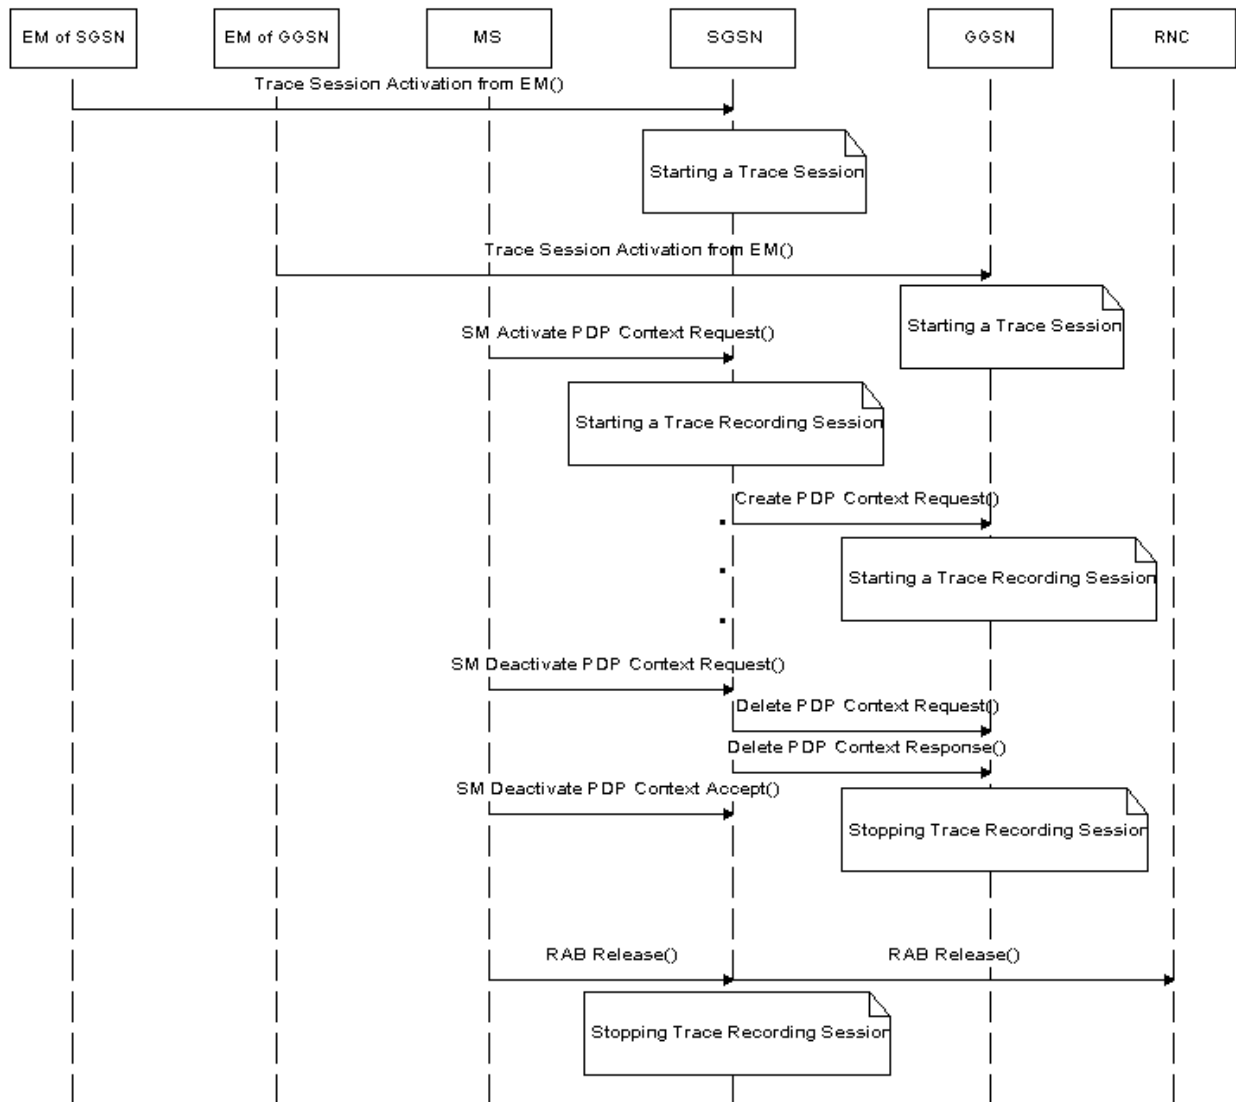 EM of SGSN
EM of GGSN
MS
SGSN
GGSN
RNC
Trace Session Activation from EM()
Starting a Trace Session
Trace Session Activation from EM()
Starting a Trace Session
SM Activate PDP Context Request()
Starting a Trace Recording Session
Create PDP Context Request()
Starting a Trace Recording Session
SM Deactivate PDP Context Request()
Delete PDP Context Request()
Delete PDP Context Response()
SM Deactivate PDP Context Accept()
Stopping Trace Recording Session
RAB Release()
RAB Release()
Stopping Trace Recording Session